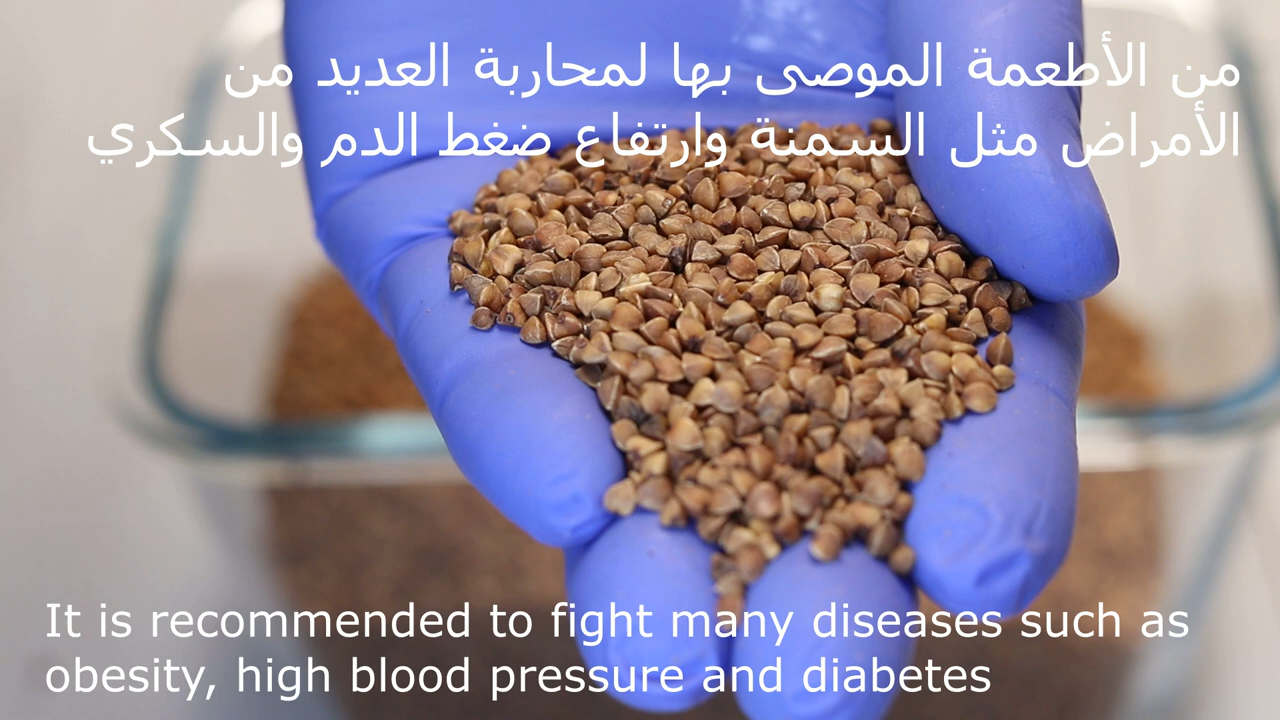 من الأطعمة الموصى بها لمحاربة العديد من
الأمراض مثل السمنة وارتفاع ضغط الدم والسكري
It is recommended to fight many diseases such as
obesity, high blood pressure and diabetes